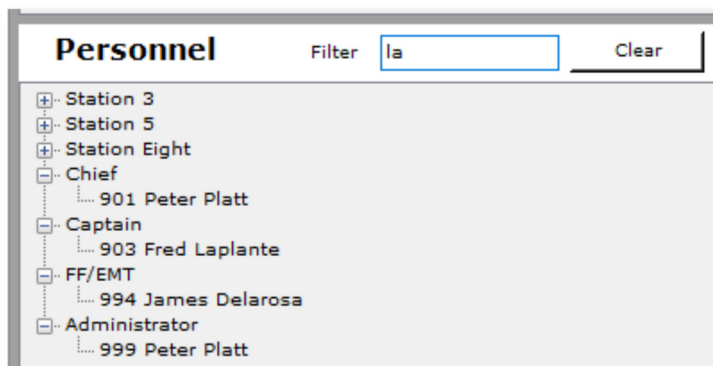 Personnel Filter la Clear
Station 3
Station 5
Station Eight
Chief
901 Peter Platt
Captain
903 Fred Laplante
FF/EMT
994 James Delarosa
Administrator
999 Peter Platt